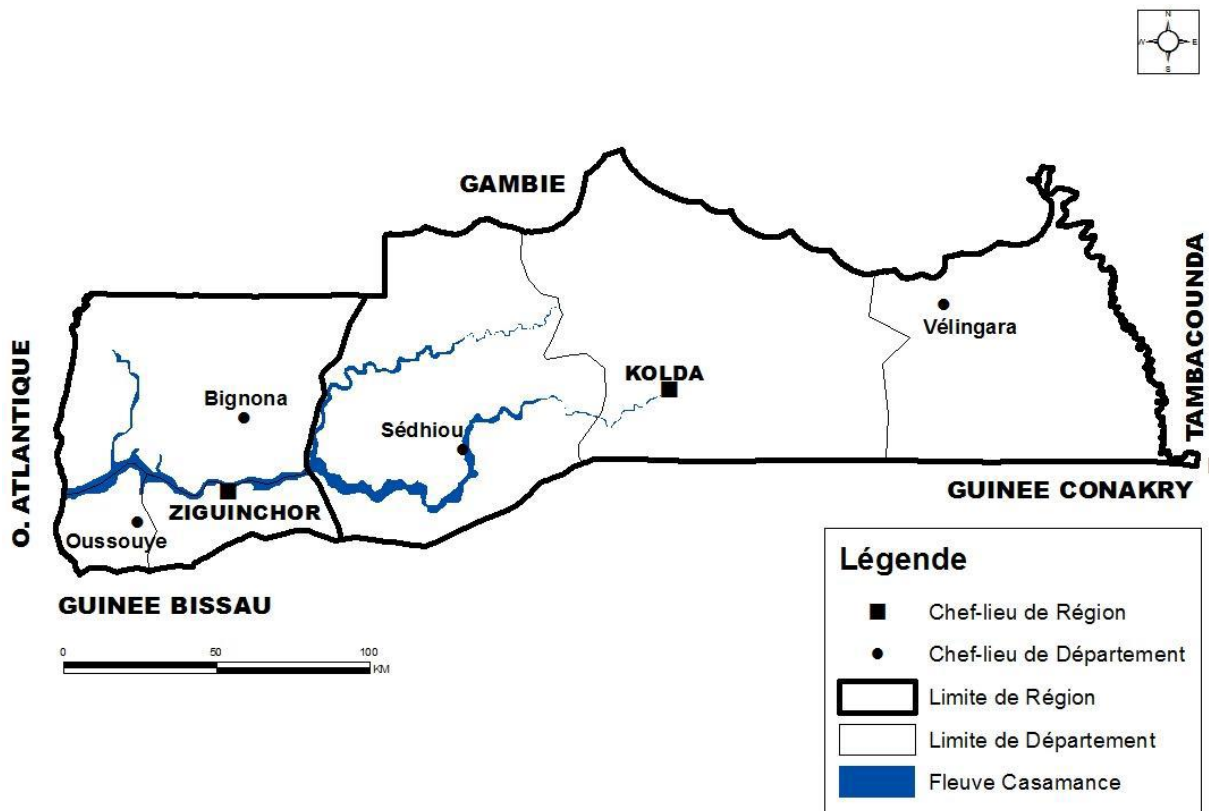 N
W E
S
GAMBIE
O. ATLANTIQUE
TAMBACOUNDA
Vélingara
KOLDA
Bignona
Sédhiou
ZIGUINCHOR
Oussouye
GUINEE CONAKRY
GUINEE BISSAU
0 50 100
KM
Légende
Chef-lieu de Région
Chef-lieu de Département
Limite de Région
Limite de Département
Fleuve Casamance